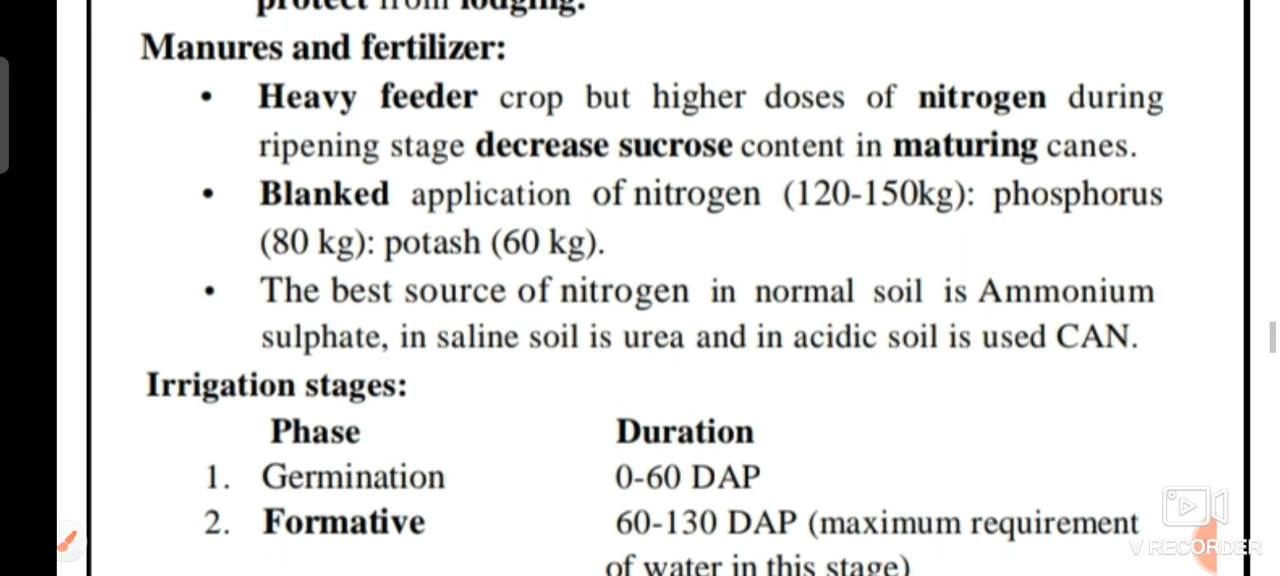 protect from lodging.
Manures and fertilizer:
• Heavy feeder crop but higher doses of nitrogen during
ripening stage decrease sucrose content in maturing canes.
• Blanked application of nitrogen (120-150kg): phosphorus
(80 kg): potash (60 kg).
• The best source of nitrogen in normal soil is Ammonium
sulphate, in saline soil is urea and in acidic soil is used CAN.
Irrigation stages:
Phase Duration
1. Germination 0-60 DAP
2. Formative 60-130 DAP (maximum requirement
of water in this stage)
V RECORDER